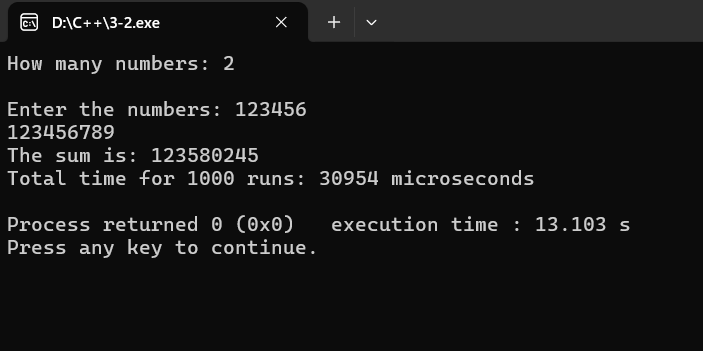 D:\C++\3-2.exe
How many numbers: 2
Enter the numbers: 123456
123456789
The sum is: 123580245
Total time for 1000 runs: 30954 microseconds
Process returned 0 (0x0)   execution time : 13.103 s
Press any key to continue.